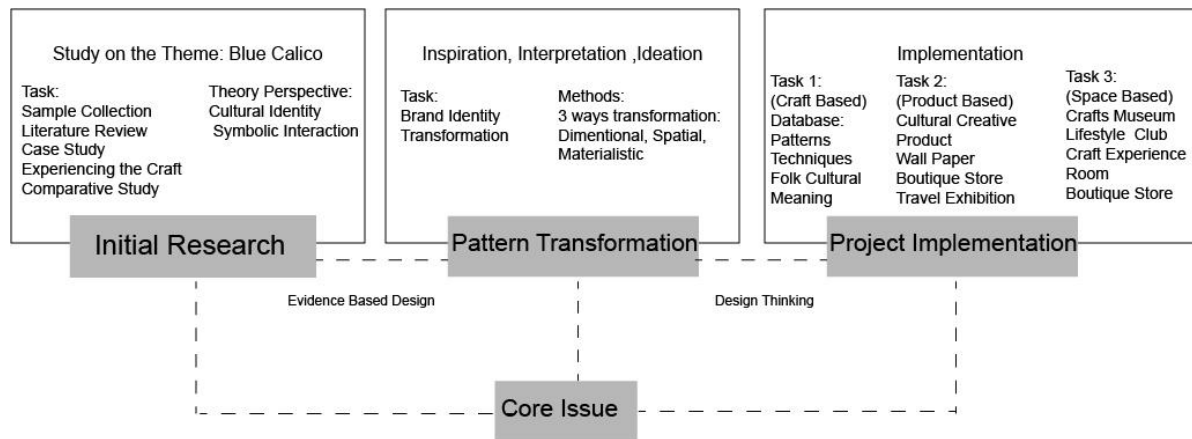 Study on the Theme: Blue Calico
Task:
Sample Collection
Literature Review
Case Study
Experiencing the Craft
Comparative Study
Theory Perspective:
Cultural Identity
Symbolic Interaction
Initial Research
Inspiration, Interpretation ,Ideation
Task:
Brand Identity
Transformation
Methods:
3 ways transformation:
Dimentional, Spatial,
Materialistic
Pattern Transformation
Implementation
Task 1:
(Craft Based)
Database:
Patterns
Techniques
Folk Cultural
Meaning
Task 2:
(Product Based)
Cultural Creative
Product
Wall Paper
Boutique Store
Travel Exhibition
Task 3:
(Space Based)
Crafts Museum
Lifestyle Club
Craft Experience
Room
Boutique Store
Project Implementation
Evidence Based Design
Design Thinking
Core Issue